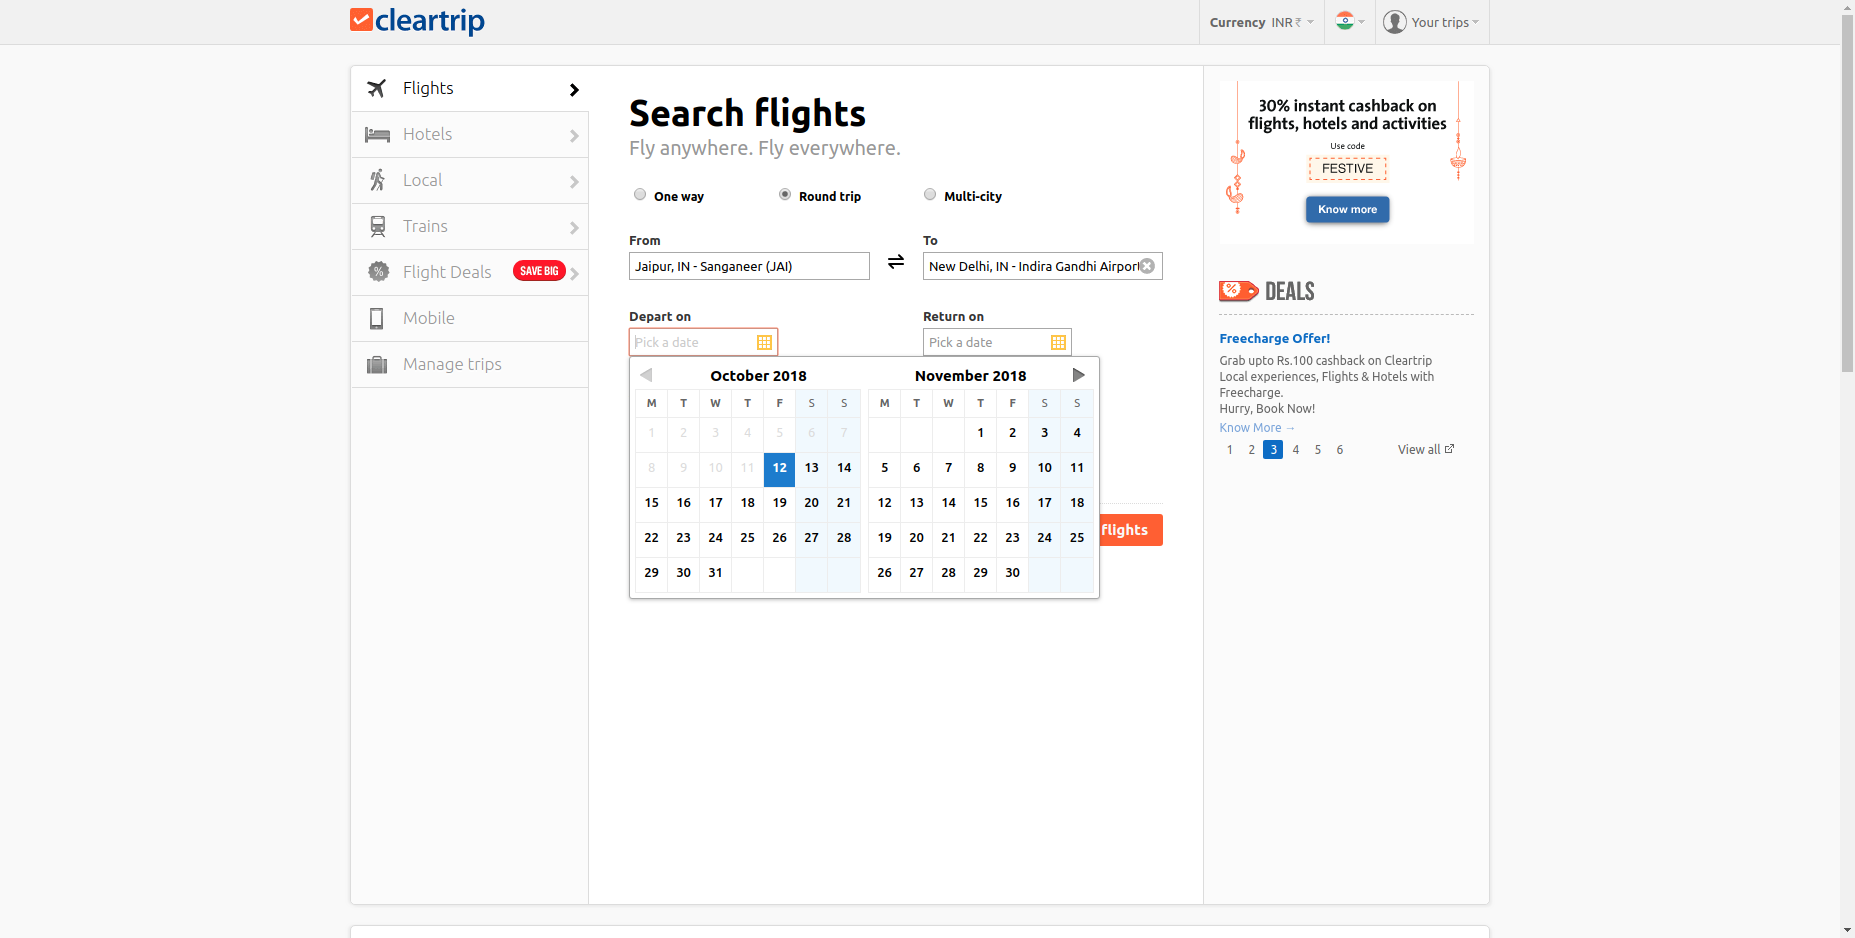 cleartrip
Currency INR ₹
Your trips
Flights
Hotels
Local
Trains
Flight Deals SAVE BIG
Mobile
Manage trips
Search flights
Fly anywhere. Fly everywhere.
One way Round trip Multi-city
From To
Jaipur, IN - Sanganeer (JAI) New Delhi, IN - Indira Gandhi Airport
Depart on Return on
Pick a date Pick a date
October 2018 November 2018
M T W T F S S M T W T F S S
1 2 3 4 5 6 7 1 2 3 4
8 9 10 11 12 13 14 5 6 7 8 9 10 11
15 16 17 18 19 20 21 12 13 14 15 16 17 18
22 23 24 25 26 27 28 19 20 21 22 23 24 25
29 30 31 26 27 28 29 30
flights
30% instant cashback on
flights, hotels and activities
Use code
FESTIVE
Know more
% DEALS
Freecharge Offer!
Grab upto Rs.100 cashback on Cleartrip
Local experiences, Flights & Hotels with
Freecharge.
Hurry, Book Now!
Know More →
1 2 3 4 5 6 View all